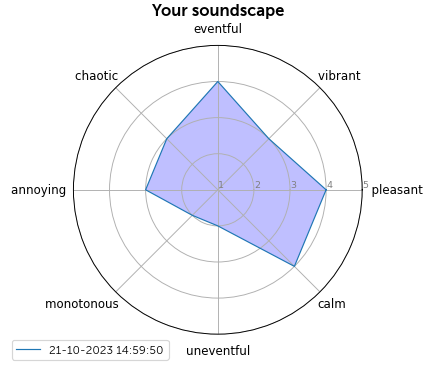 Your soundscape
eventful
chaotic
vibrant
annoying
1 2 3 4 5
pleasant
monotonous
calm
21-10-2023 14:59:50
uneventful